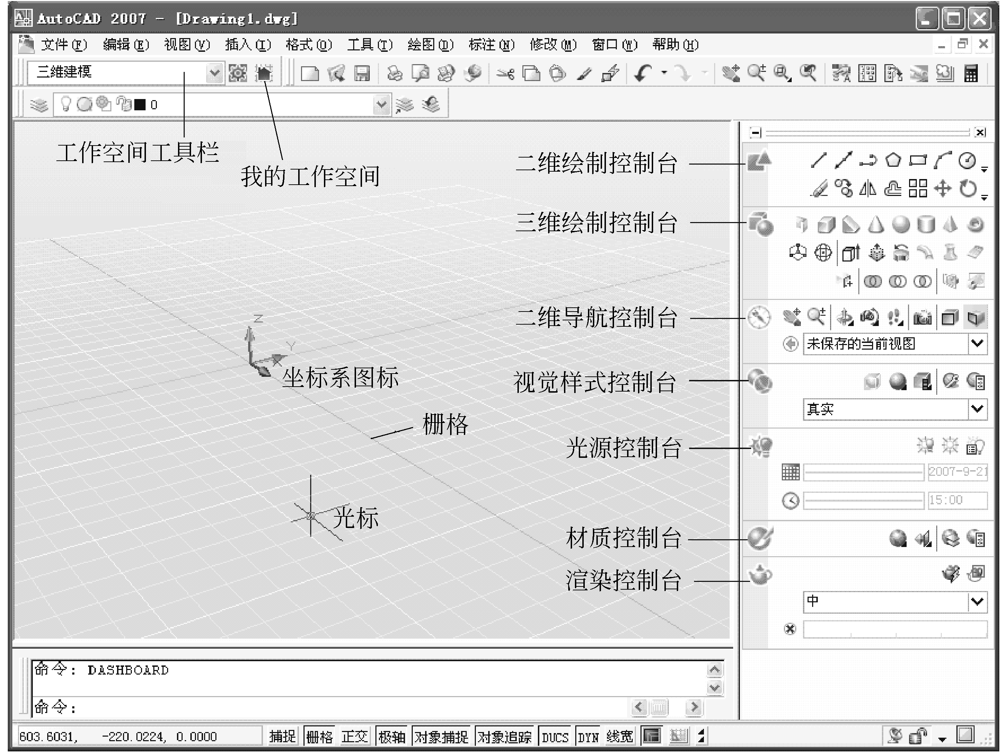 AutoCAD 2007 - [Drawing1.dwg]
文件(F) 编辑(E) 视图(V) 插入(I) 格式(O) 工具(T) 绘图(D) 标注(N) 修改(M) 窗口(W) 帮助(H)
三维建模
0
工作空间工具栏
我的工作空间
二维绘制控制台
三维绘制控制台
二维导航控制台
未保存的当前视图
Z
Y
X
坐标系图标
视觉样式控制台
真实
栅格
光源控制台
2007-9-21
15:00
光标
材质控制台
渲染控制台
中
命令: DASHBOARD
命令:
603.6031, -220.0224, 0.0000 捕捉 栅格 正交 极轴 对象捕捉 对象追踪 DUCS DYN 线宽